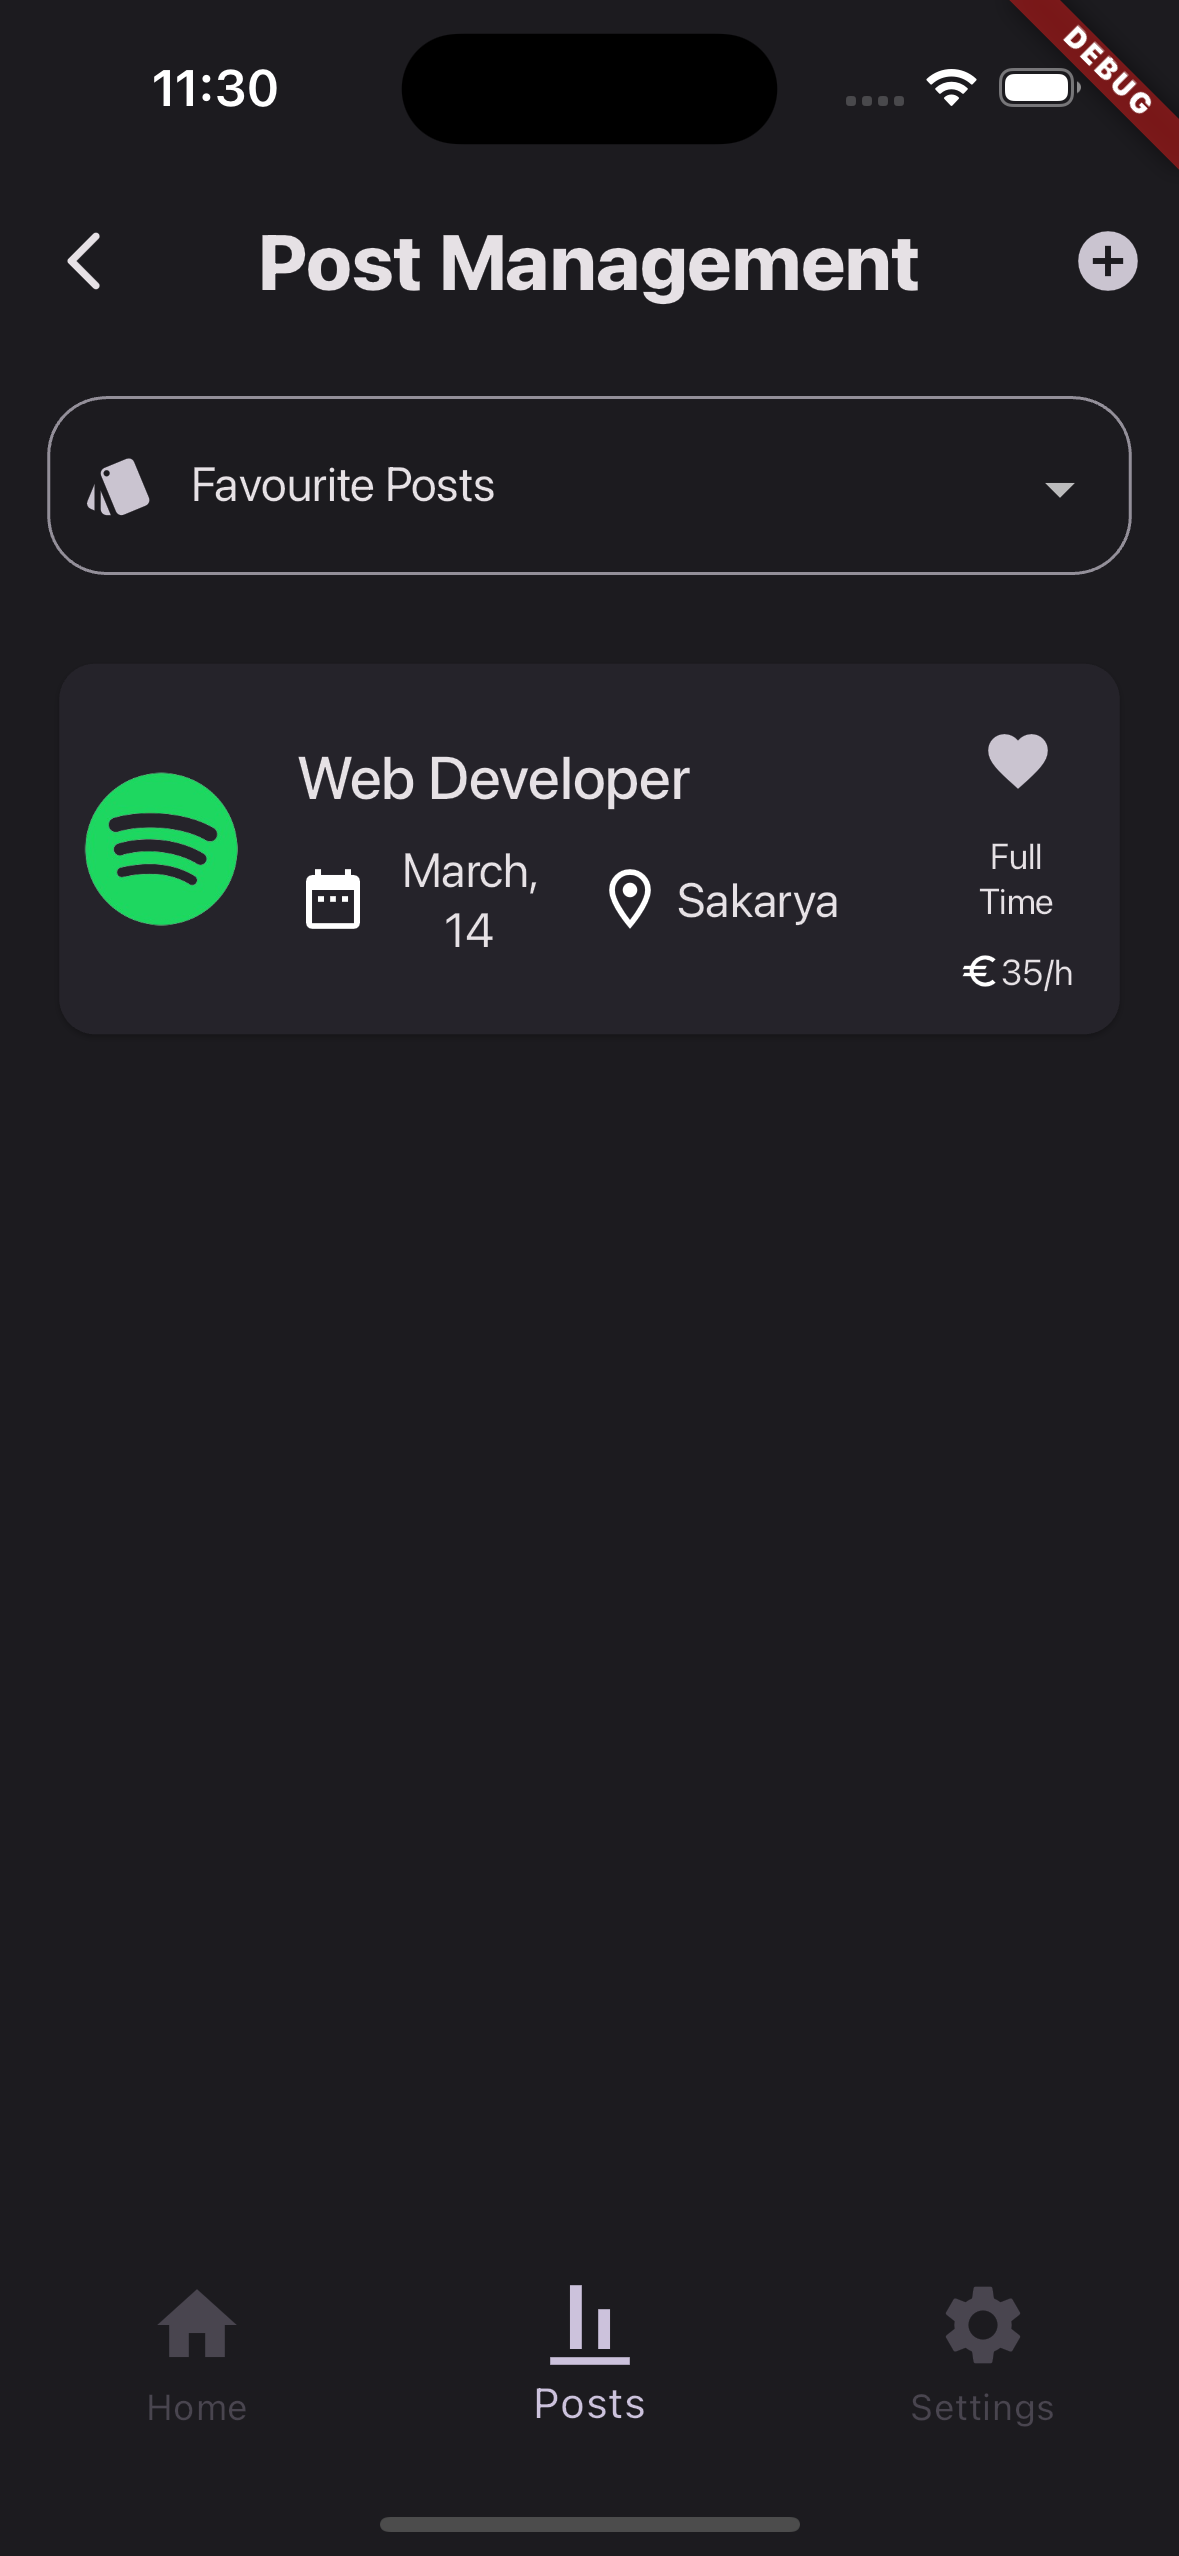 11:30
DEBUG
Post Management
Favourite Posts
Web Developer
March,
14
Sakarya
Full
Time
€35/h
Home
Posts
Settings